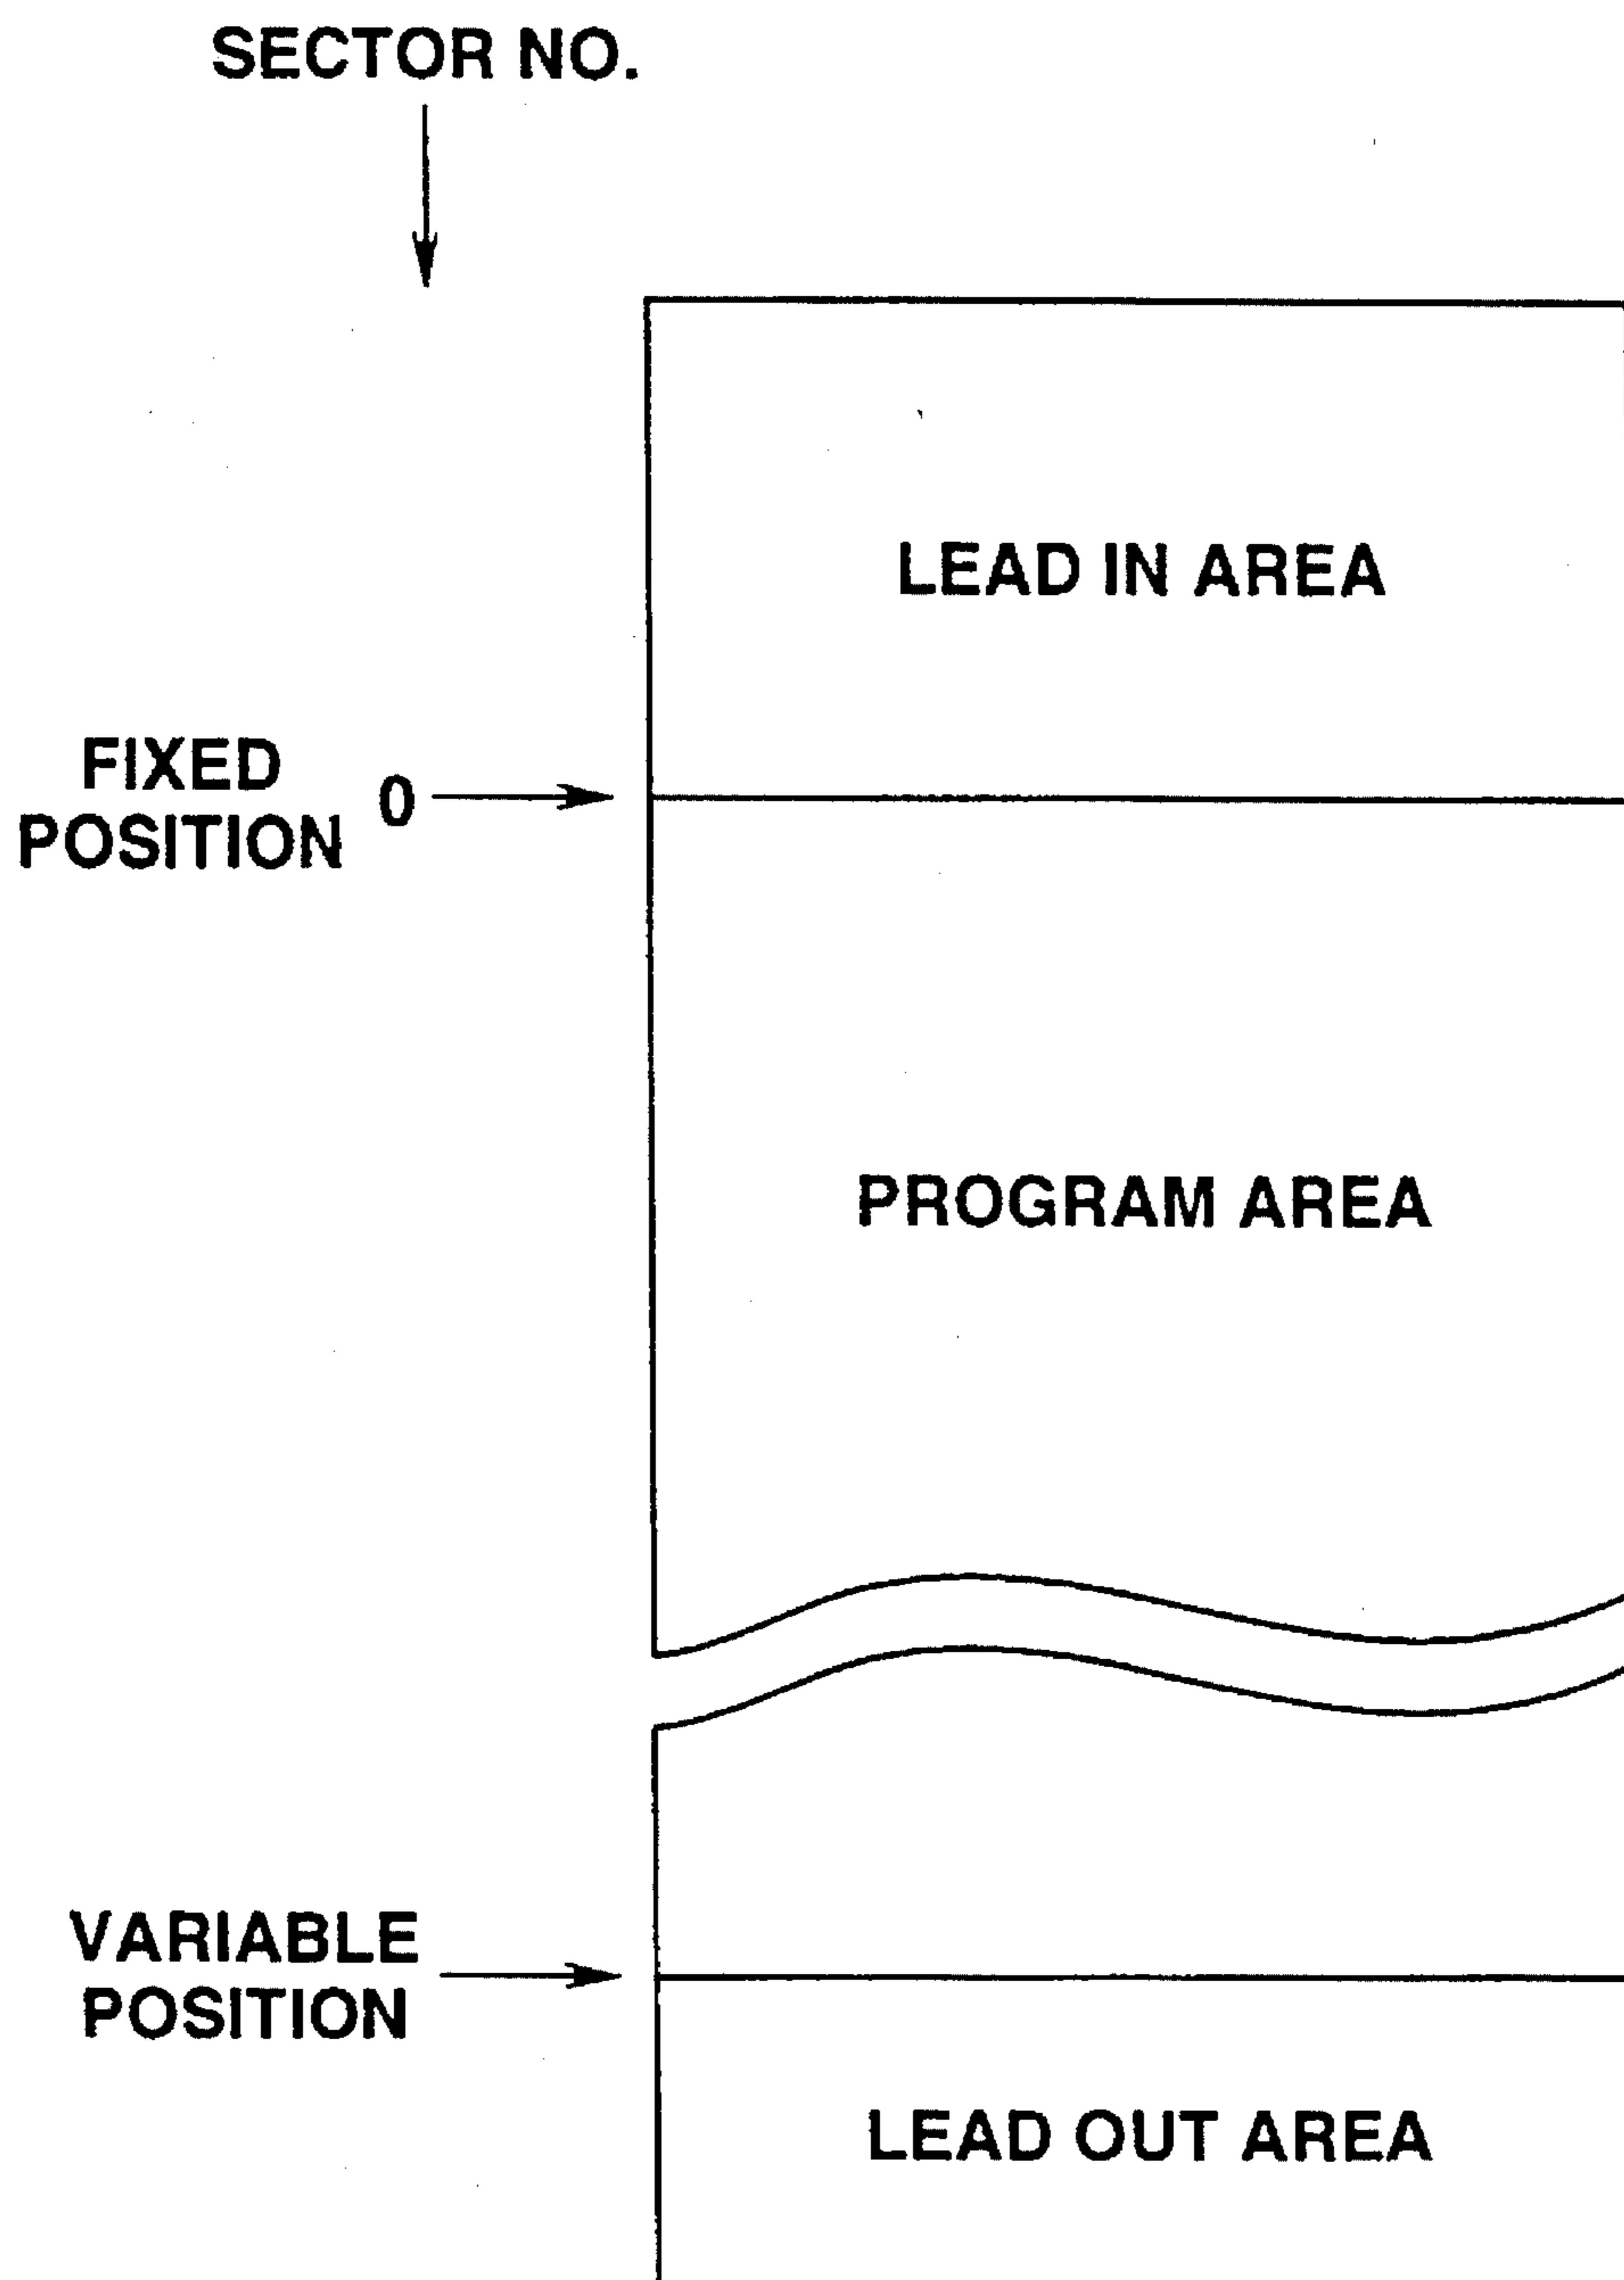 SECTOR NO.
LEAD IN AREA
FIXED
POSITION
0
PROGRAM AREA
VARIABLE
POSITION
LEAD OUT AREA